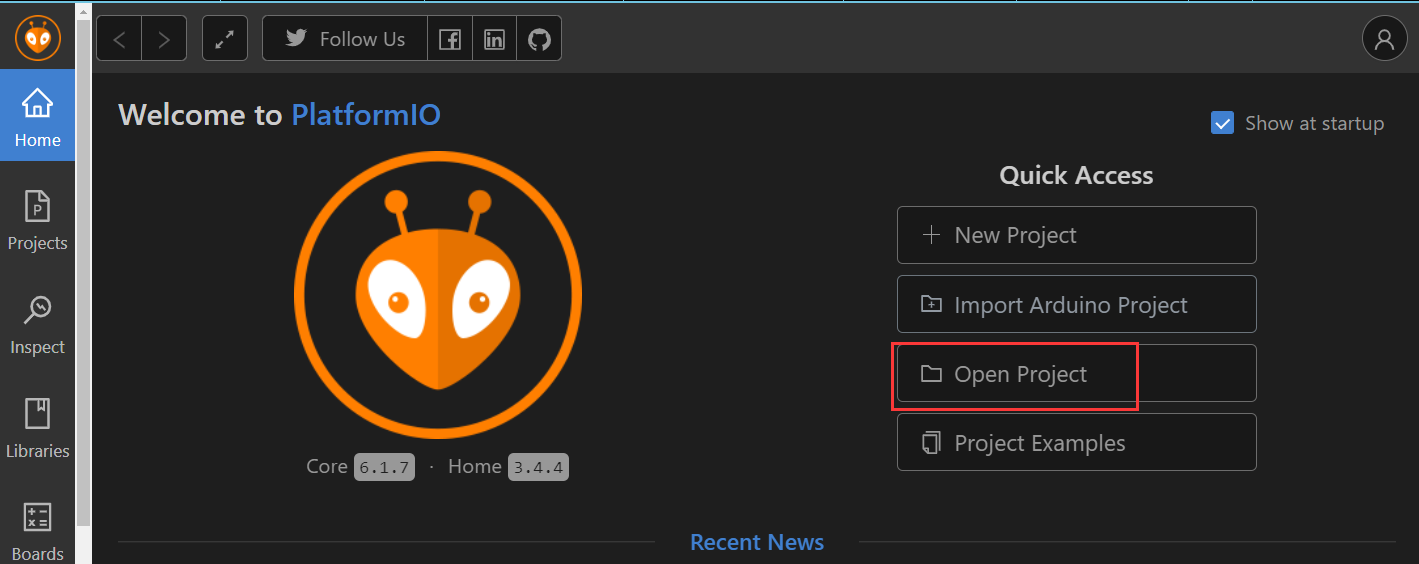 Follow Us
Home
Welcome to PlatformIO
Show at startup
Quick Access
P
Projects
New Project
Import Arduino Project
Inspect
Open Project
Libraries
Project Examples
Core 6.1.7 · Home 3.4.4
Boards
Recent News